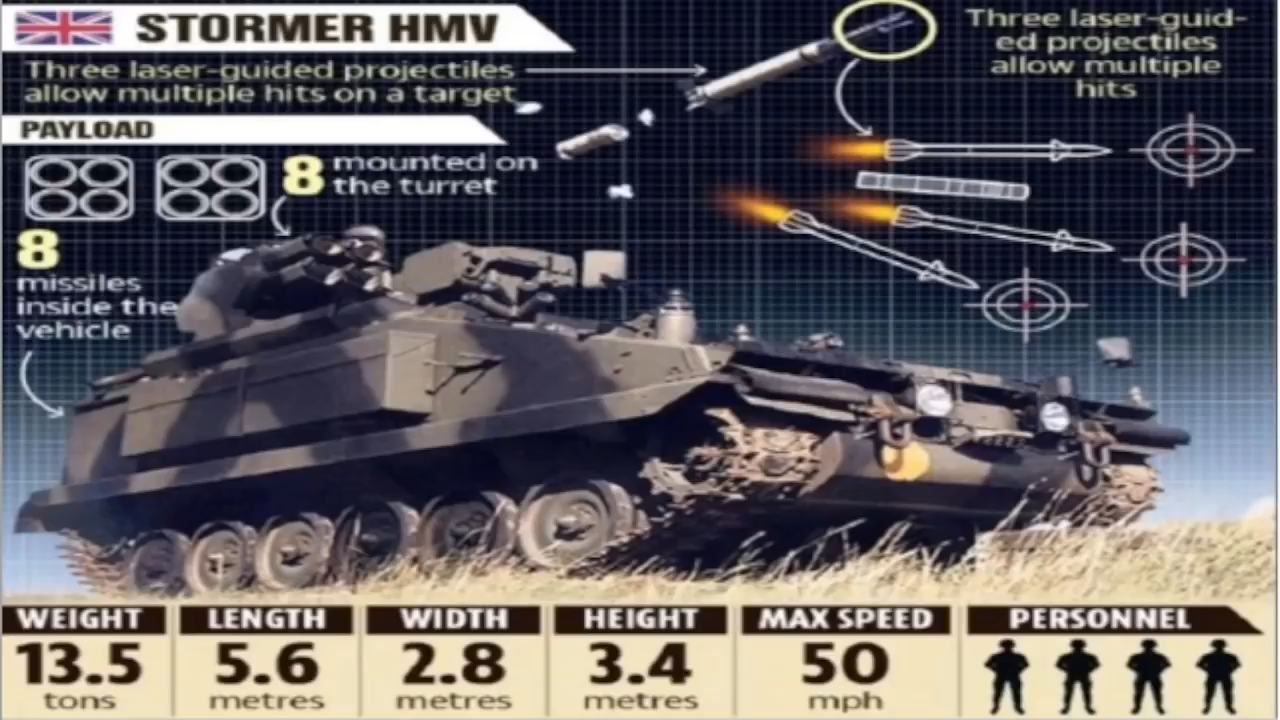 STORMER HMV
Three laser-guided projectiles
allow multiple hits on a target
PAYLOAD
8 mounted on
the turret
8
missiles
inside the
vehicle
Three laser-guid-
ed projectiles
allow multiple
hits
WEIGHT
13.5
tons
LENGTH
5.6
metres
WIDTH
2.8
metres
HEIGHT
3.4
metres
MAX SPEED
50
mph
PERSONNEL